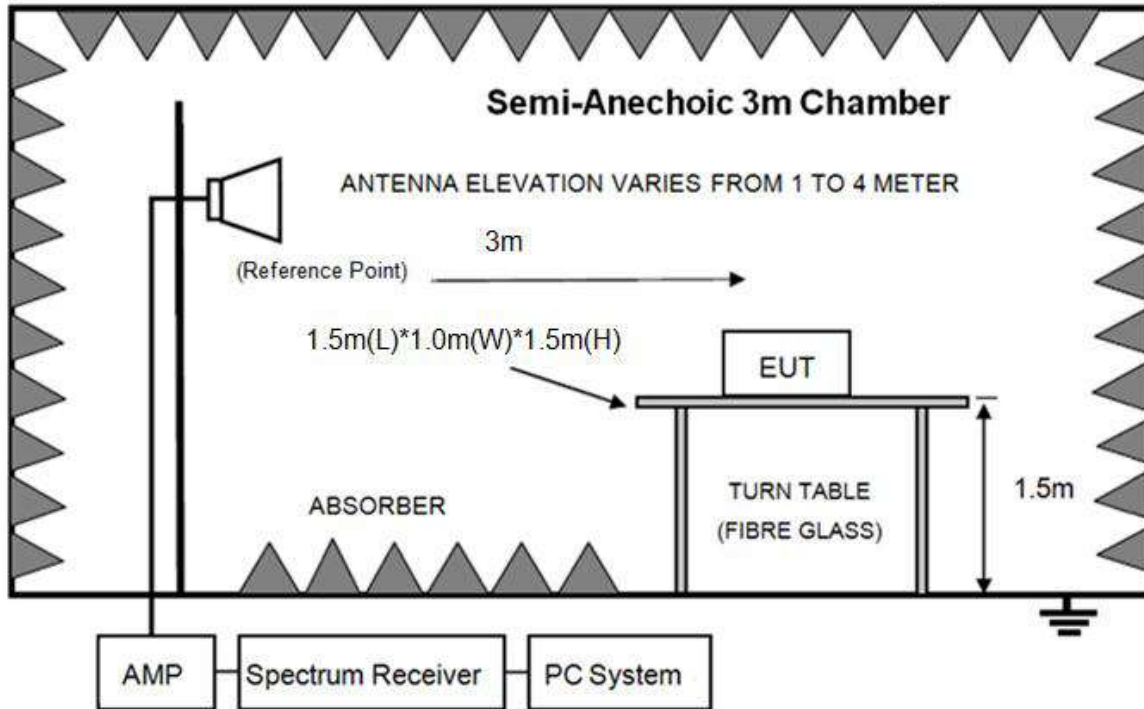 Semi-Anechoic 3m Chamber
ANTENNA ELEVATION VARIES FROM 1 TO 4 METER
3m
(Reference Point)
1.5m(L)*1.0m(W)*1.5m(H)
EUT
ABSORBER
TURN TABLE
(FIBRE GLASS)
1.5m
AMP
Spectrum Receiver
PC System